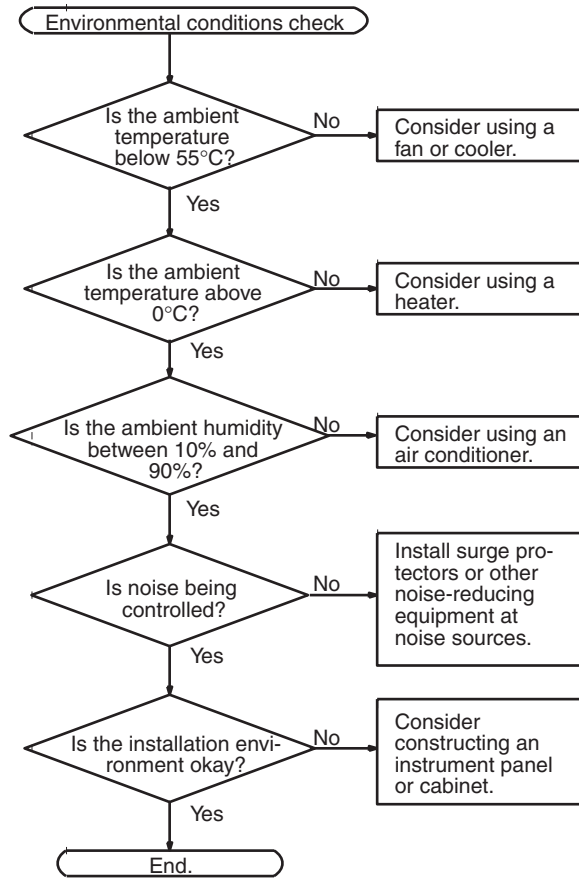 Environmental conditions check
Is the ambient
temperature
below 55°C?
No
Consider using a
fan or cooler.
Yes
Is the ambient
temperature above
0°C?
No
Consider using a
heater.
Yes
Is the ambient humidity
between 10% and
90%?
No
Consider using an
air conditioner.
Yes
Is noise being
controlled?
No
Install surge pro-
tectors or other
noise-reducing
equipment at
noise sources.
Yes
Is the installation envi-
ronment okay?
No
Consider
constructing an
instrument panel
or cabinet.
Yes
End.